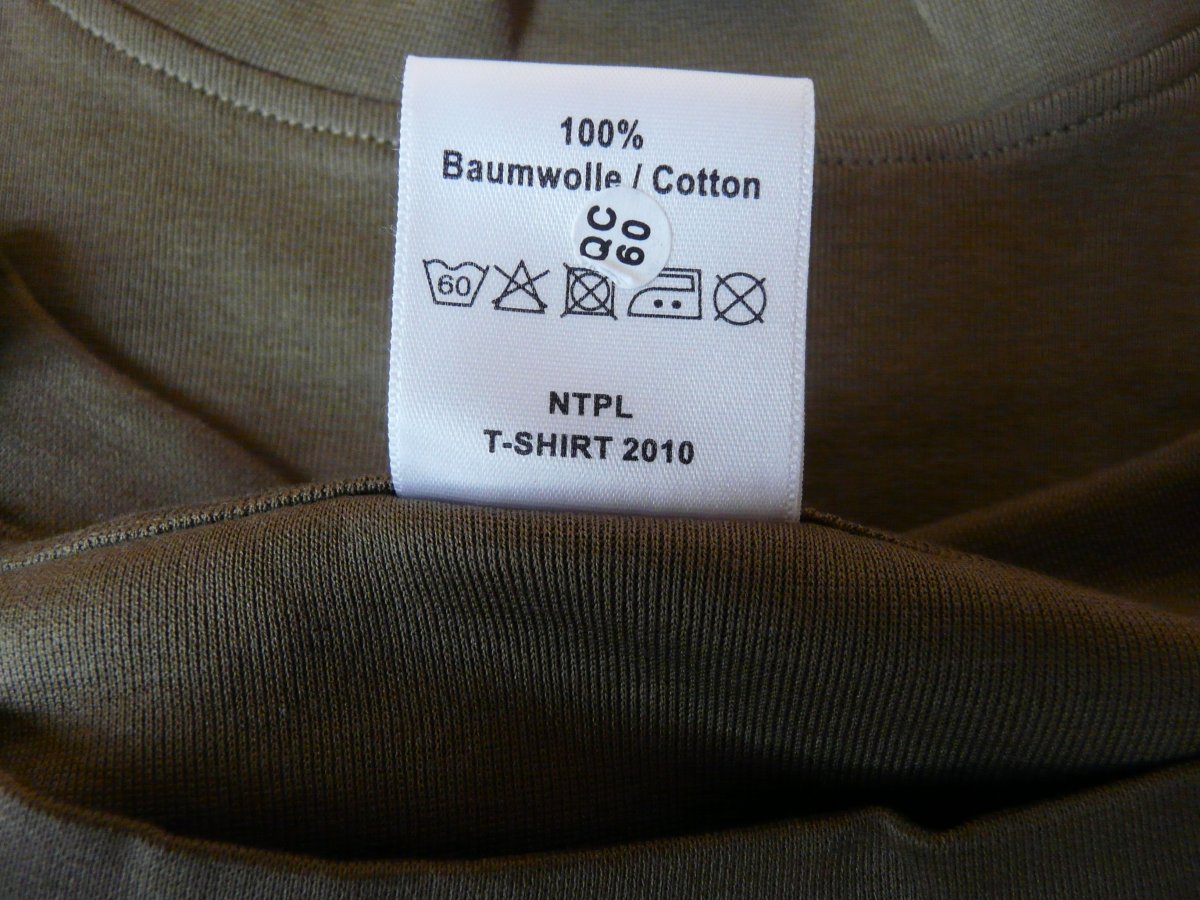 100%
Baumwolle / Cotton
QC
60
60
NTPL
T-SHIRT 2010